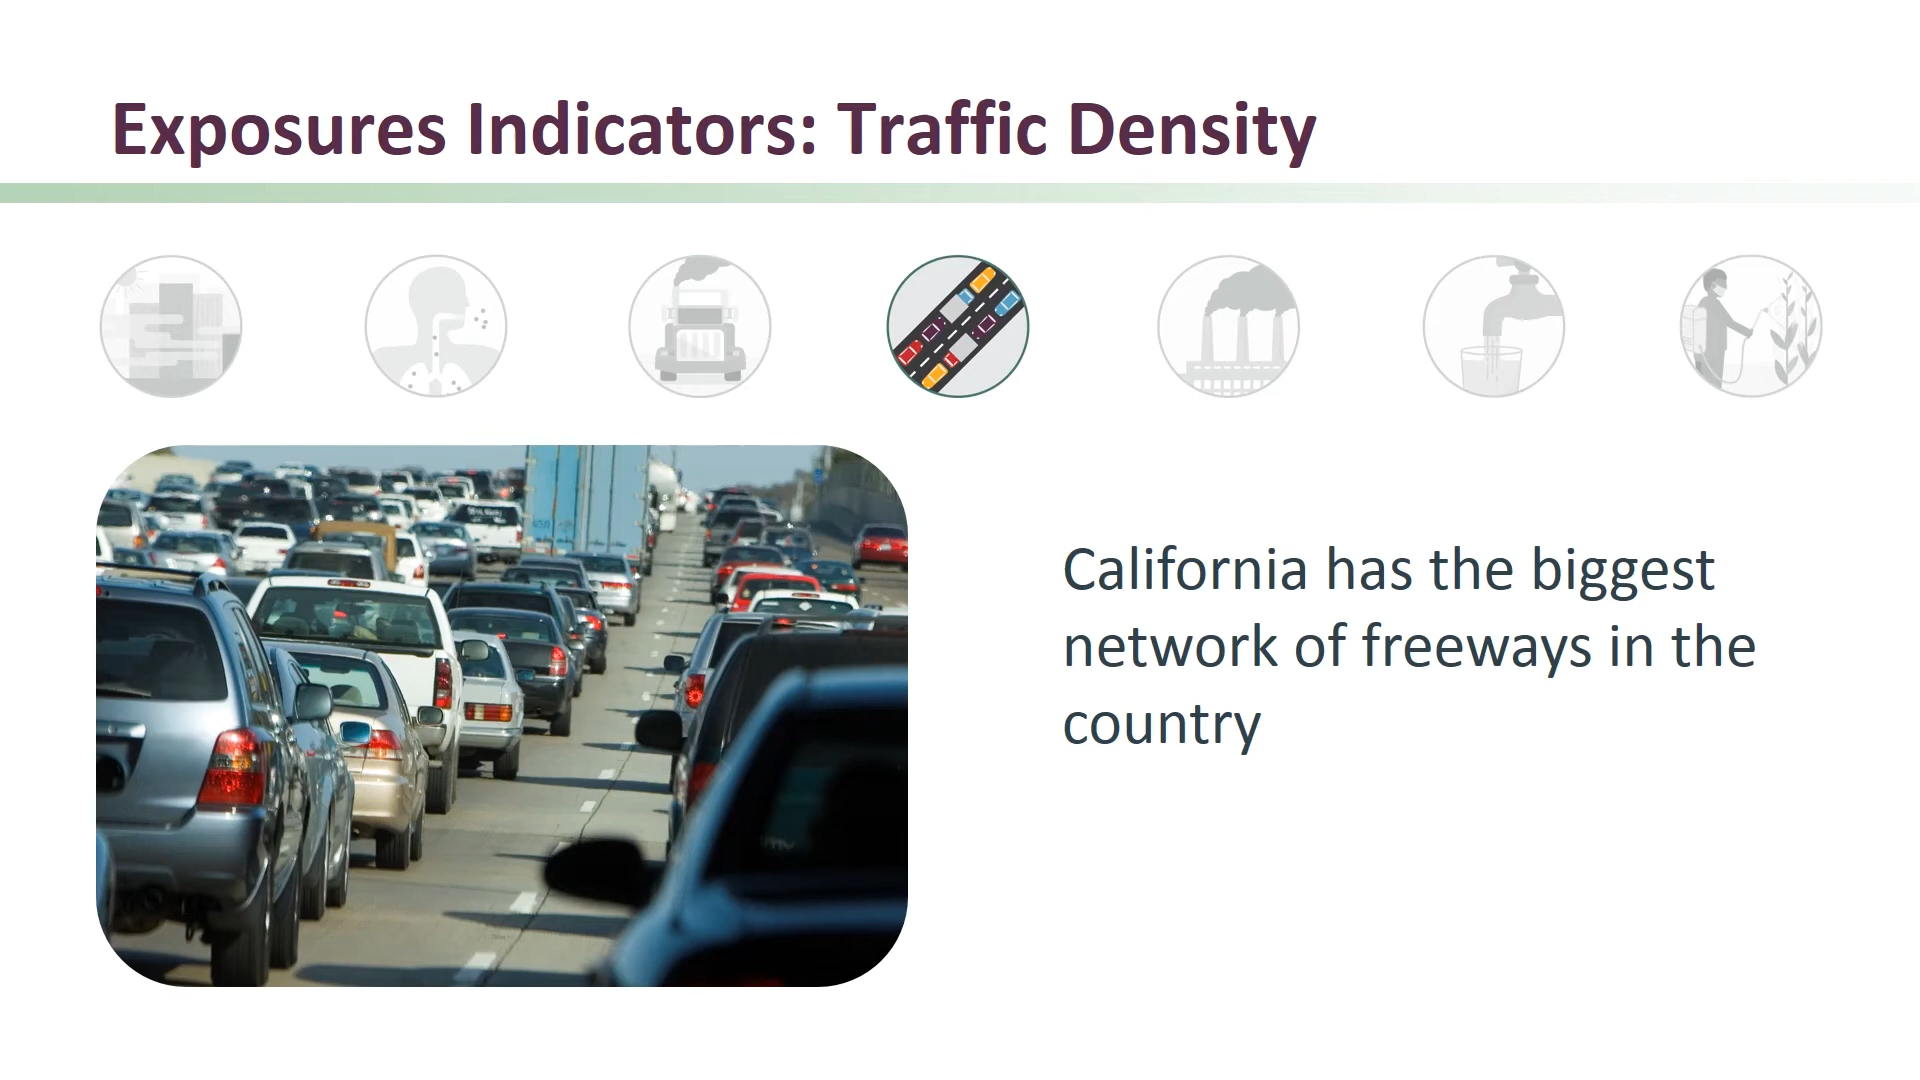 Exposures Indicators: Traffic Density
California has the biggest
network of freeways in the
country